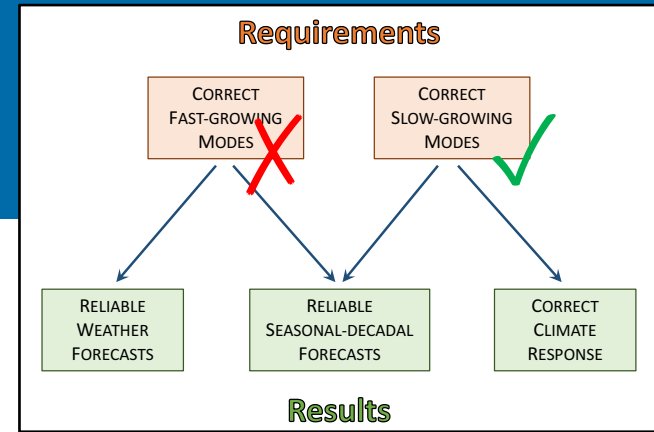 Requirements
CORRECT
FAST-GROWING
MODES
CORRECT
SLOW-GROWING
MODES
RELIABLE
WEATHER
FORECASTS
RELIABLE
SEASONAL-DECADAL
FORECASTS
CORRECT
CLIMATE
RESPONSE
Results